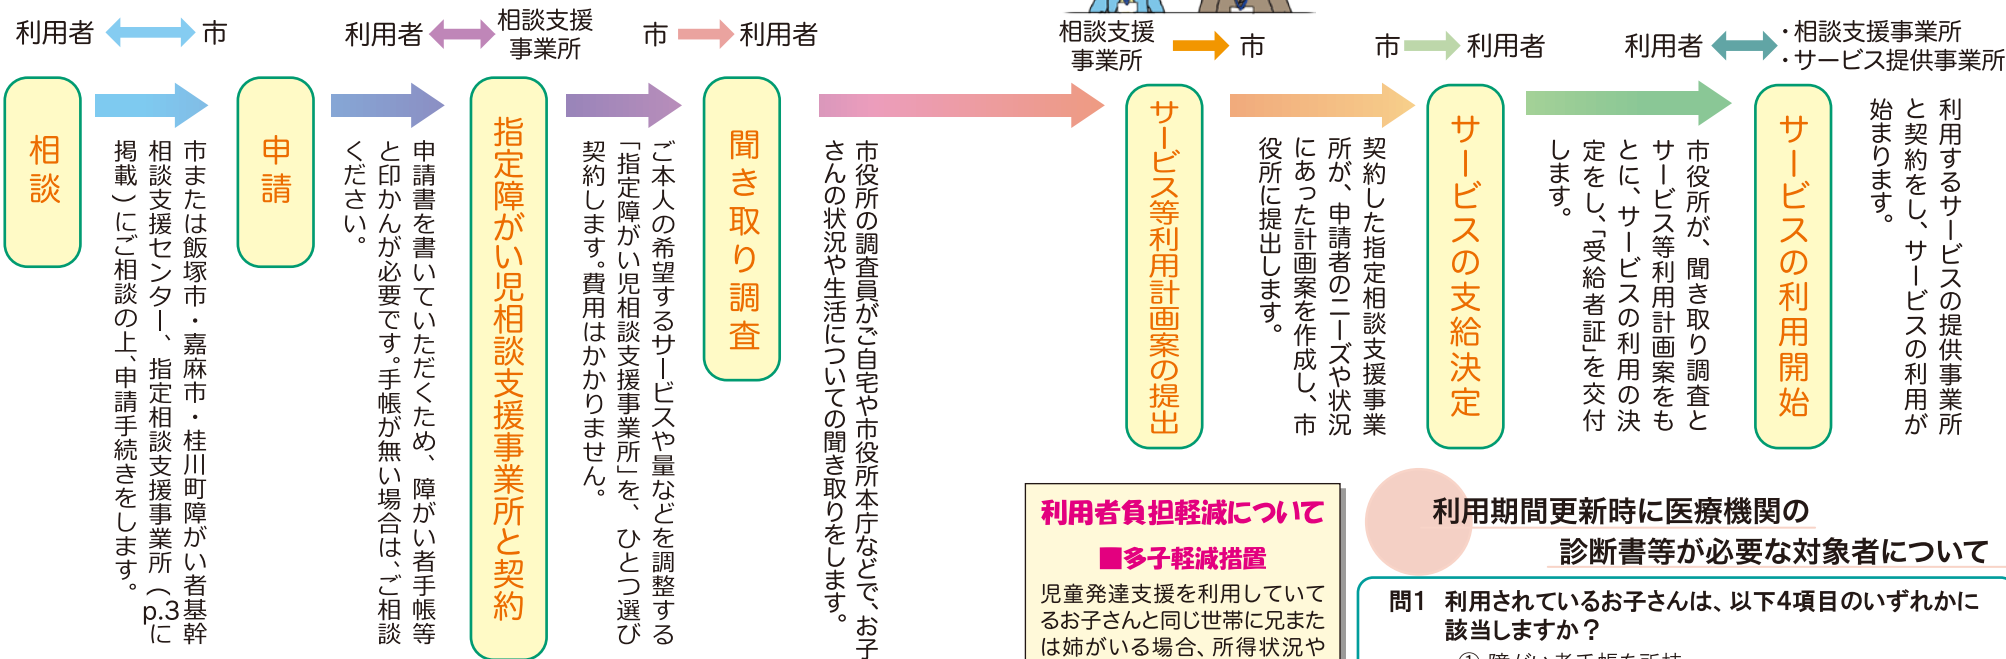 利用者
市
利用者
相談支援
事業所
市
利用者
相談支援
事業所
市
市
利用者
利用者
・相談支援事業所
・サービス提供事業所
相談
市または飯塚市・嘉麻市・桂川町障がい者基幹
相談支援センター、指定相談支援事業所（p.3に
掲載）にご相談の上、申請手続きをします。
申請
申請書を書いていただくため、障がい者手帳等
と印かんが必要です。手帳が無い場合は、ご相談
ください。
指定障がい児相談支援事業所と契約
ご本人の希望するサービスや量などを調整する
「指定障がい児相談支援事業所」を、ひとつ選び
契約します。費用はかかりません。
聞き取り調査
市役所の調査員がご自宅や市役所本庁などで、お子
さんの状況や生活についての聞き取りをします。
サービス等利用計画案の提出
契約した指定相談支援事業
所が、申請者のニーズや状況
にあった計画案を作成し、市
役所に提出します。
サービスの支給決定
市役所が、聞き取り調査と
サービス等利用計画案をも
とに、サービスの利用の決
定をし、「受給者証」を交付
します。
サービスの利用開始
利用するサービスの提供事業所
と契約をし、サービスの利用が
始まります。
利用者負担軽減について
■多子軽減措置
児童発達支援を利用していて
るお子さんと同じ世帯に兄また
は姉がいる場合、所得状況や
利用期間更新時に医療機関の
診断書等が必要な対象者について
問1 利用されているお子さんは、以下4項目のいずれかに
該当しますか？